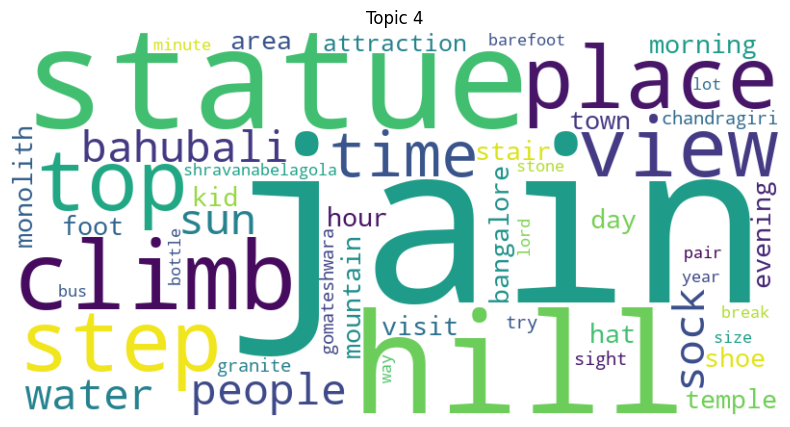 Topic 4
minute area attraction barefoot morning
statue place lot
town chandragiri
monolith bahubali time stair view
top shravanabelagola stone
kid jain
foot sun hour bangalore lord day evening
climb bottle gomateshwara mountain pair
bus year
step visit try hill hat sock break
sight size shoe
granite way
water people temple